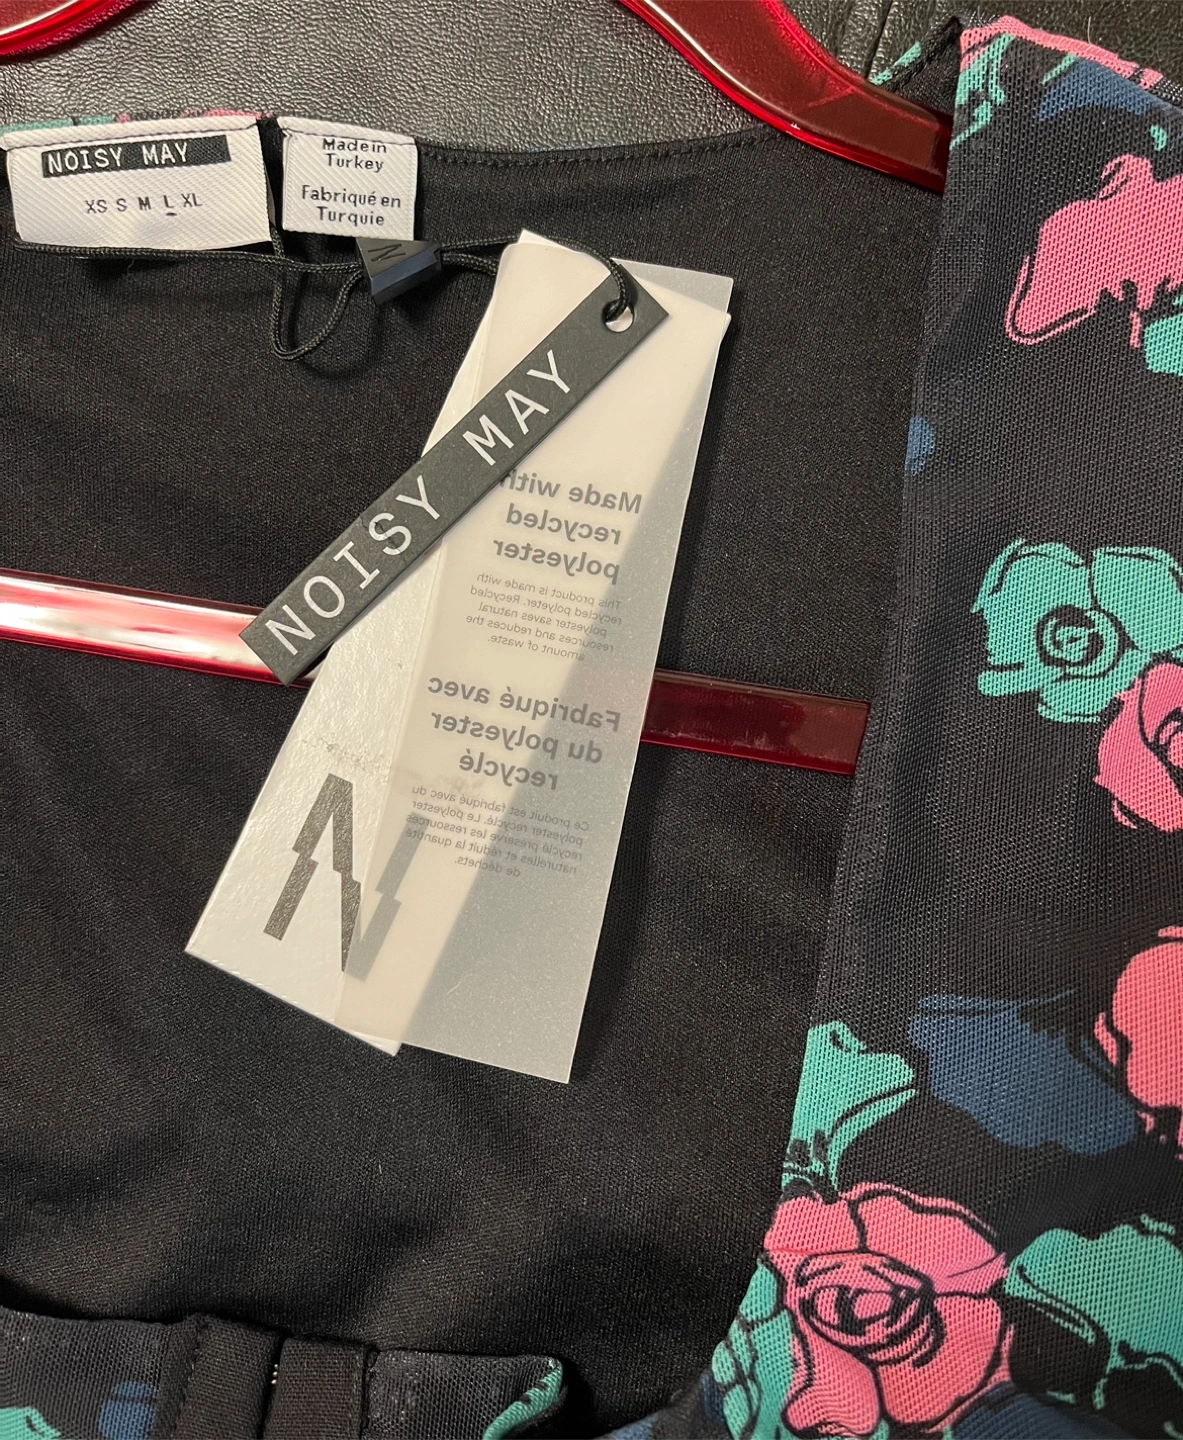 NOISY MAY
XS S M L XL
Made in
Turkey
Fabriqué en
Turquie
NOISY MAY
Made with
recycled
polyester
This product is made with
recycled polyeter. Recycled
polyester saves natural
resources and reduces the
amount of waste.
Fabriqué avec
du polyester
recyclé
Ce produit est fabriqué avec du
polyester recyclé. Le polyester
recyclé préserve les ressources
naturelles et réduit la quantité
de déchets.